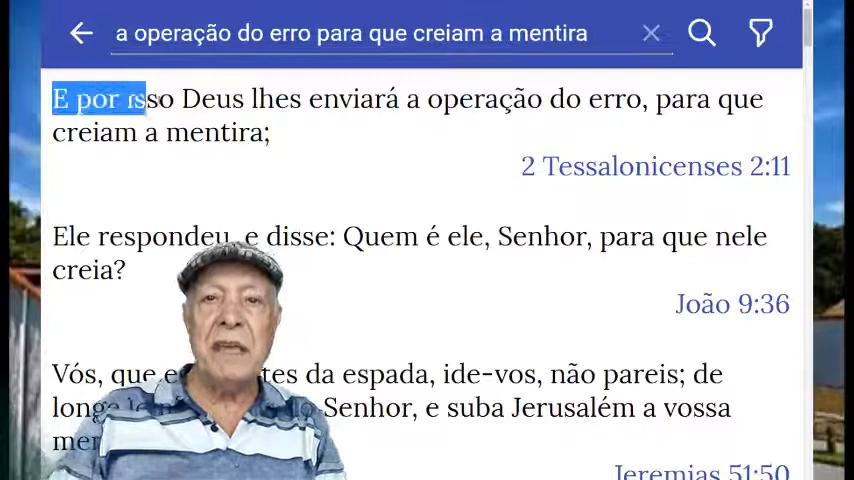 a operação do erro para que creiam a mentira
E por isso Deus lhes enviará a operação do erro, para que
creiam a mentira;
2 Tessalonicenses 2:11
Ele respondeu, e disse: Quem é ele, Senhor, para que nele
creia?
João 9:36
Vós, que da espada, ide-vos, não pareis; de
Senhor, e suba Jerusalém a vossa
Jeremias 51:50